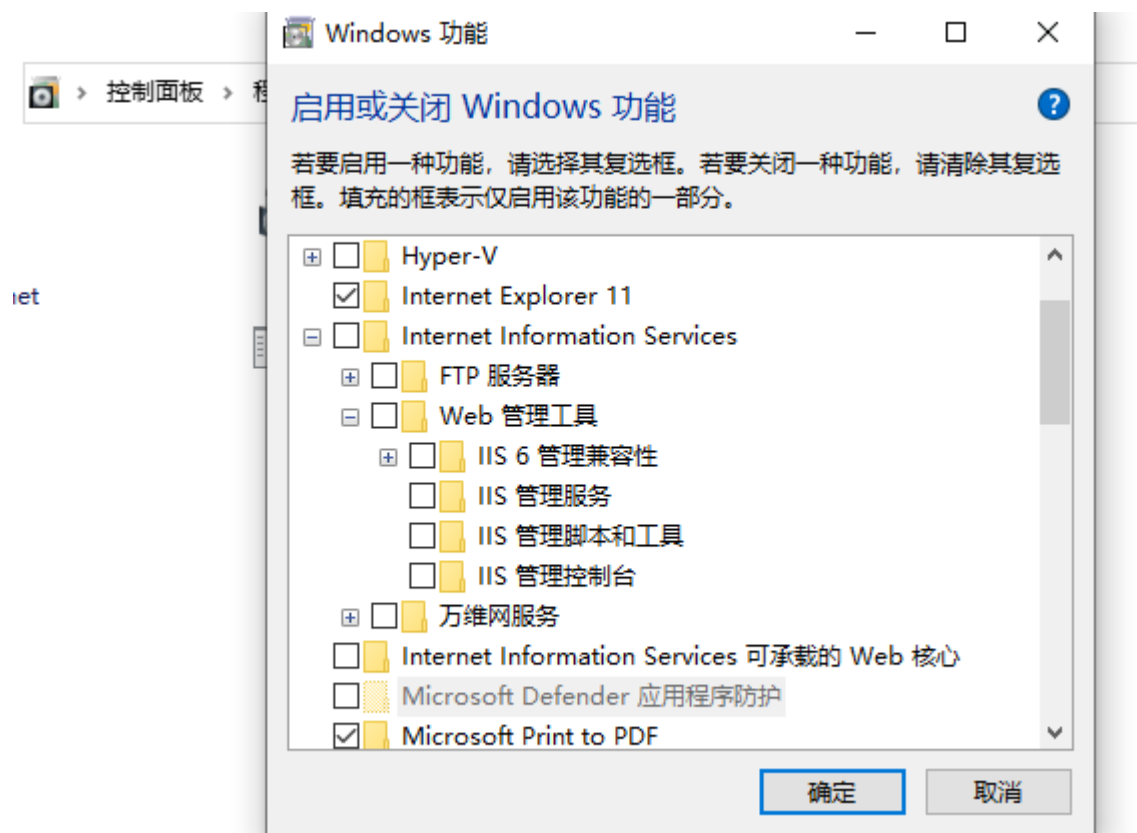 Windows 功能
控制面板
启用或关闭 Windows 功能
若要启用一种功能，请选择其复选框。若要关闭一种功能，请清除其复选
框。填充的框表示仅启用该功能的一部分。
Hyper-V
Internet Explorer 11
Internet Information Services
FTP 服务器
Web 管理工具
IIS 6 管理兼容性
IIS 管理服务
IIS 管理脚本和工具
IIS 管理控制台
万维网服务
Internet Information Services 可承载的 Web 核心
Microsoft Defender 应用程序防护
Microsoft Print to PDF
确定
取消